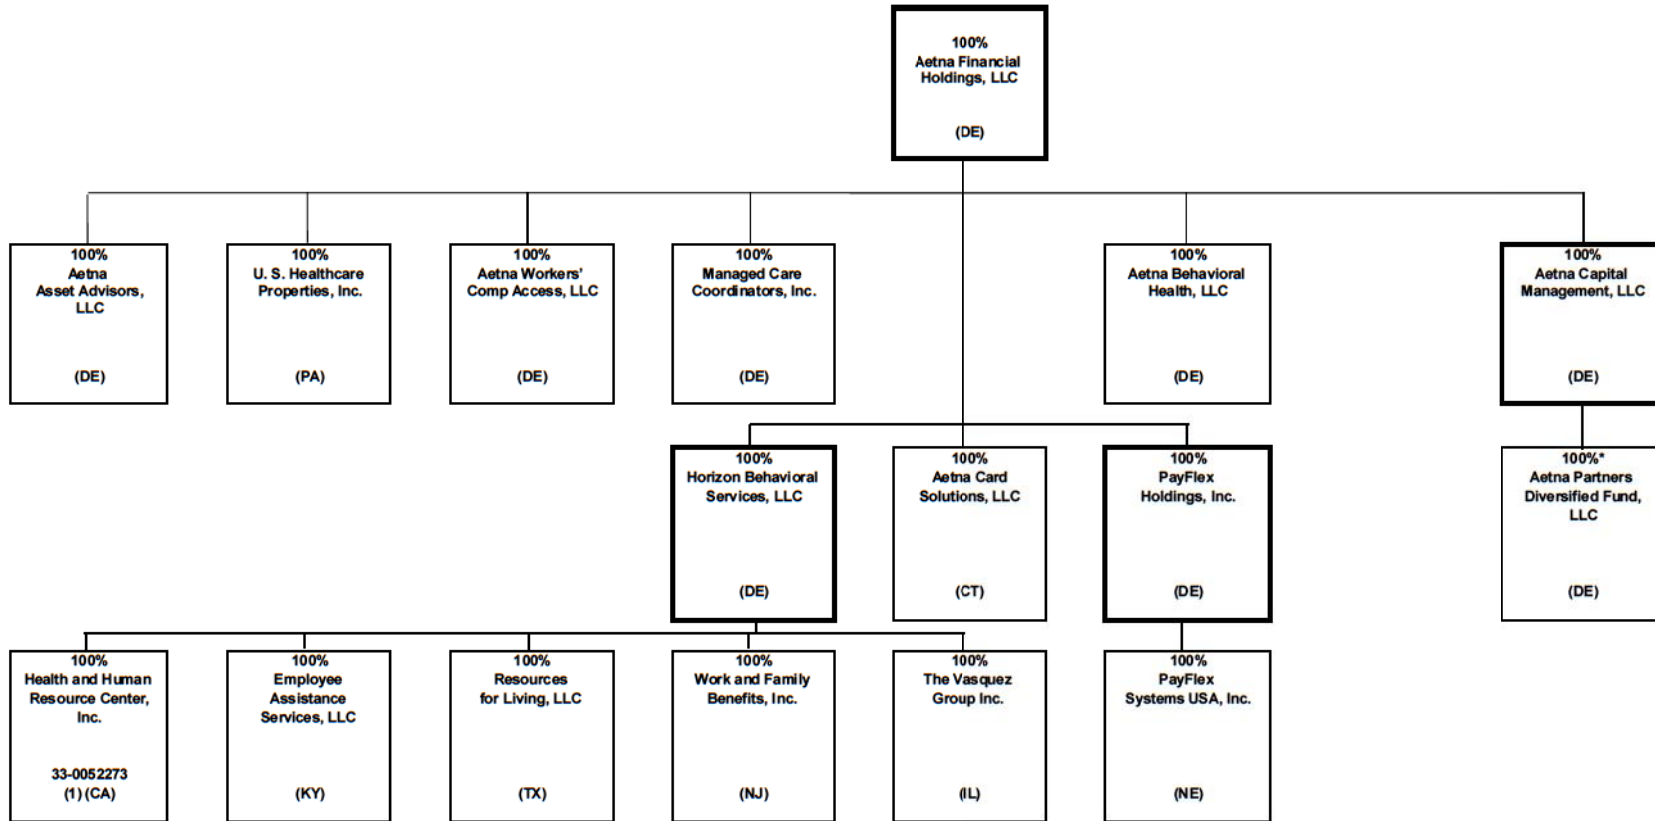 100%
Aetna Financial
Holdings, LLC
(DE)
100%
Aetna
Asset Advisors,
LLC
(DE)
100%
U. S. Healthcare
Properties, Inc.
(PA)
100%
Aetna Workers'
Comp Access, LLC
(DE)
100%
Managed Care
Coordinators, Inc.
(DE)
100%
Aetna Behavioral
Health, LLC
(DE)
100%
Aetna Capital
Management, LLC
(DE)
100%
Horizon Behavioral
Services, LLC
(DE)
100%
Aetna Card
Solutions, LLC
(CT)
100%
PayFlex
Holdings, Inc.
(DE)
100%*
Aetna Partners
Diversified Fund,
LLC
(DE)
100%
Health and Human
Resource Center,
Inc.
33-0052273
(1) (CA)
100%
Employee
Assistance
Services, LLC
(KY)
100%
Resources
for Living, LLC
(TX)
100%
Work and Family
Benefits, Inc.
(NJ)
100%
The Vasquez
Group Inc.
(IL)
100%
PayFlex
Systems USA, Inc.
(NE)